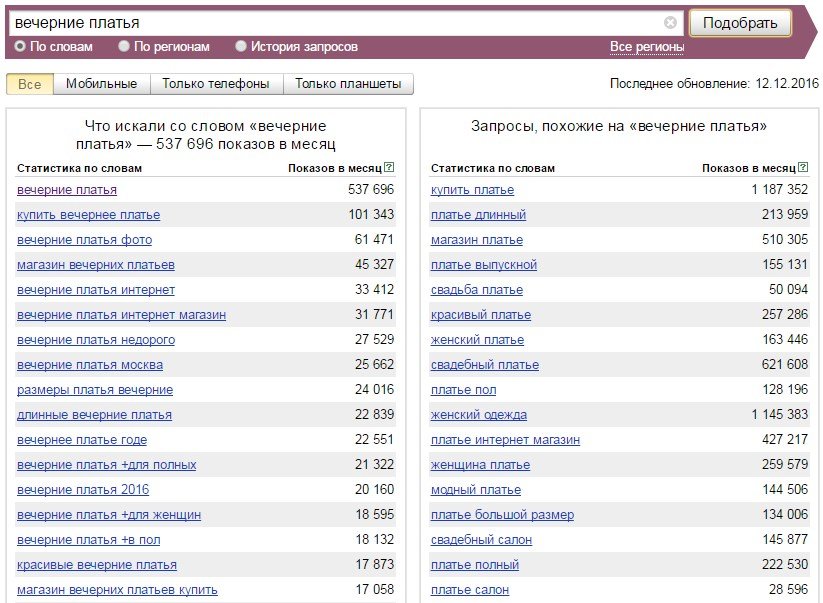 вечерние платья
Подобрать
По словам По регионам История запросов Все регионы
Все Мобильные Только телефоны Только планшеты Последнее обновление: 12.12.2016
Что искали со словом «вечерние
платья» — 537 696 показов в месяц
Статистика по словам Показов в месяц ?
вечерние платья 537 696
купить вечернее платье 101 343
вечерние платья фото 61 471
магазин вечерних платьев 45 327
вечерние платья интернет 33 412
вечерние платья интернет магазин 31 771
вечерние платья недорого 27 529
вечерние платья москва 25 662
размеры платья вечерние 24 016
длинные вечерние платья 22 839
вечернее платье годе 22 551
вечерние платья +для полных 21 322
вечерние платья 2016 20 160
вечерние платья +для женщин 18 595
вечерние платья +в пол 18 132
красивые вечерние платья 17 873
магазин вечерних платьев купить 17 058
Запросы, похожие на «вечерние платья»
Статистика по словам Показов в месяц ?
купить платье 1 187 352
платье длинный 213 959
магазин платье 510 305
платье выпускной 155 131
свадьба платье 50 094
красивый платье 257 286
женский платье 163 446
свадебный платье 621 608
платье пол 128 196
женский одежда 1 145 383
платье интернет магазин 427 217
женщина платье 259 579
модный платье 144 506
платье большой размер 134 006
свадебный салон 145 877
платье полный 222 530
платье салон 28 596